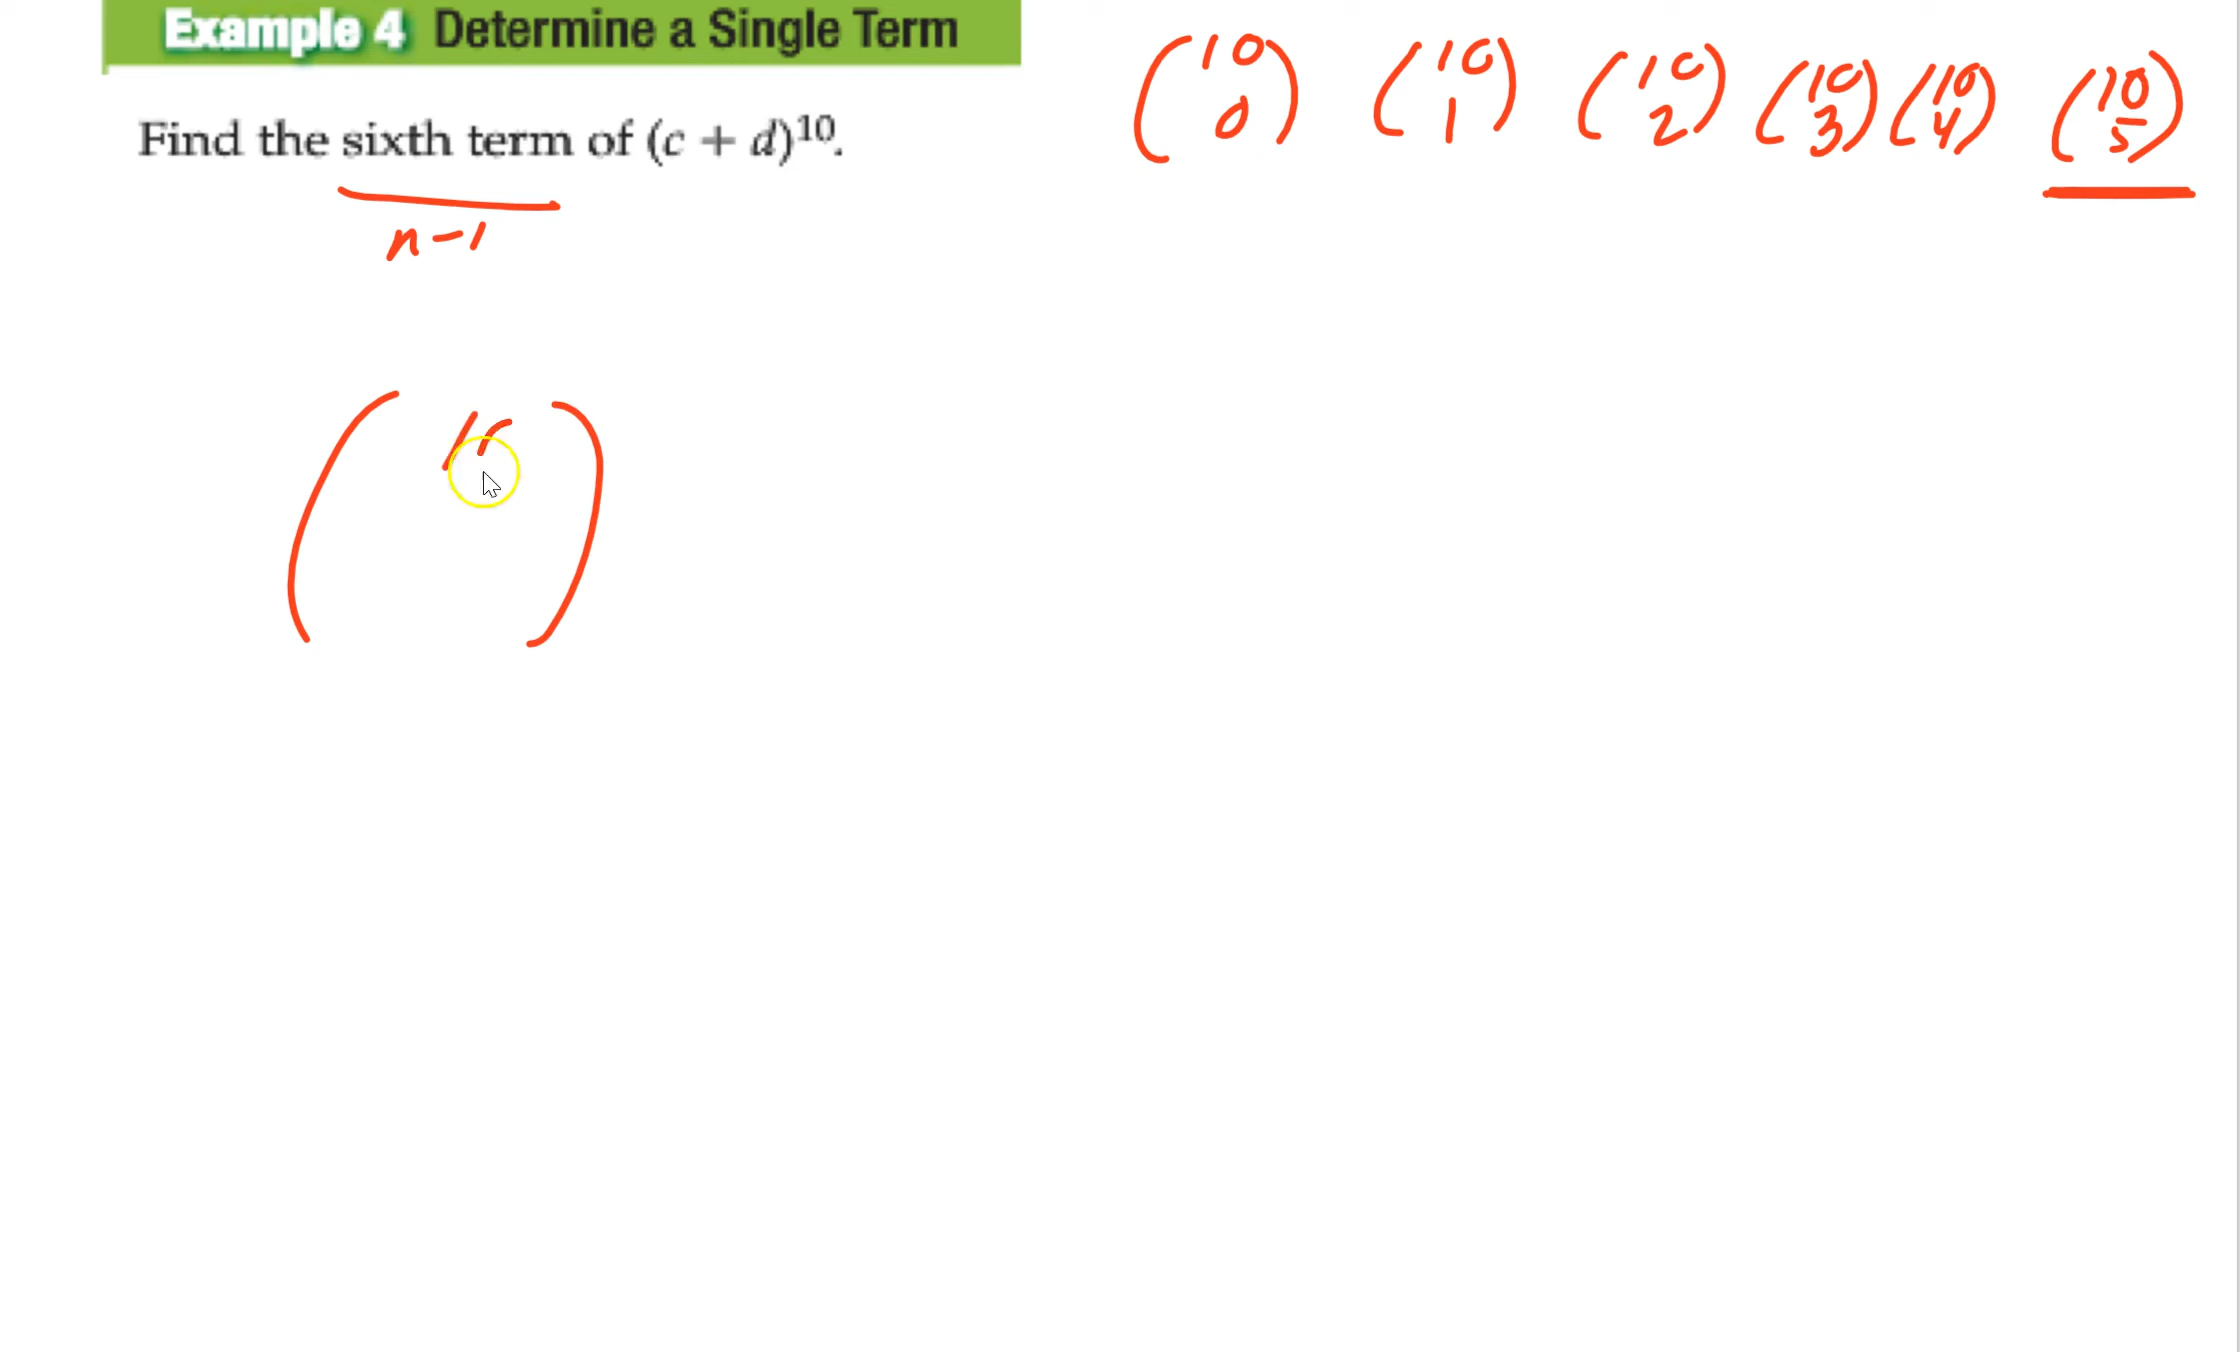 Example 4 Determine a Single Term
(10 0) (10 1) (10 2) (10 3) (10 4) (10 5)
Find the sixth term of (c + d)¹⁰.
n-1
( 1 )